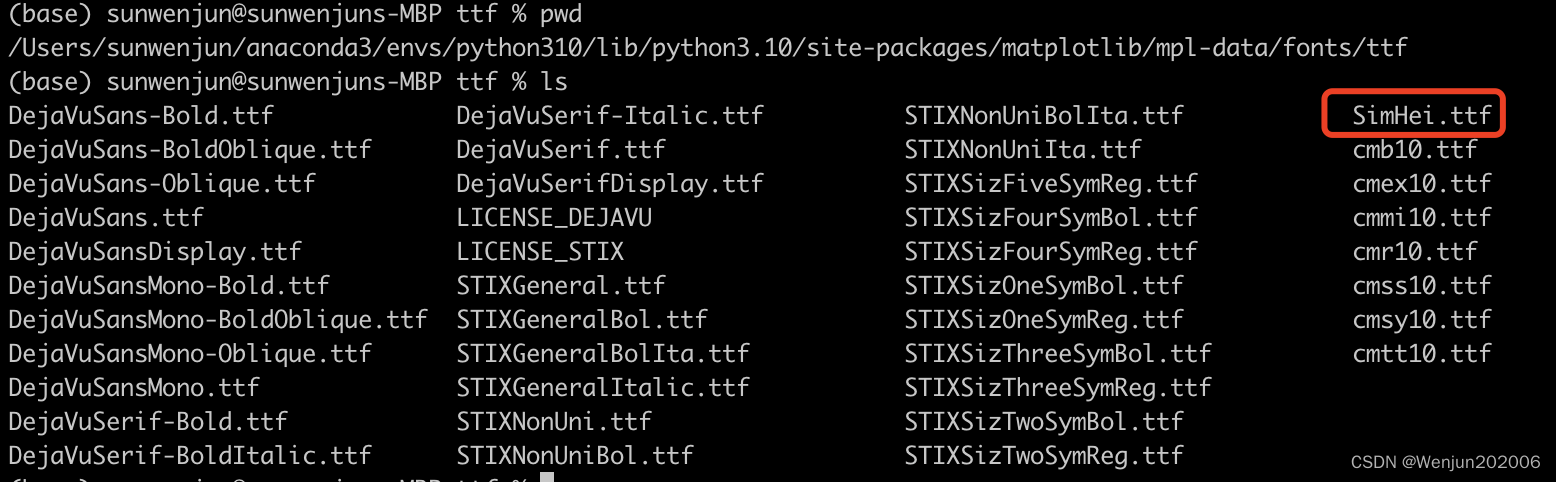 (base) sunwenjun@sunwenjuns-MBP ttf % pwd
/Users/sunwenjun/anaconda3/envs/python310/lib/python3.10/site-packages/matplotlib/mpl-data/fonts/ttf
(base) sunwenjun@sunwenjuns-MBP ttf % ls
DejaVuSans-Bold.ttf DejaVuSerif-Italic.ttf STIXNonUniBolIta.ttf SimHei.ttf
DejaVuSans-BoldOblique.ttf DejaVuSerif.ttf STIXNonUniIta.ttf cmb10.ttf
DejaVuSans-Oblique.ttf DejaVuSerifDisplay.ttf STIXSizFiveSymReg.ttf cmex10.ttf
DejaVuSans.ttf LICENSE_DEJAVU STIXSizFourSymBol.ttf cmmi10.ttf
DejaVuSansDisplay.ttf LICENSE_STIX STIXSizFourSymReg.ttf cmr10.ttf
DejaVuSansMono-Bold.ttf STIXGeneral.ttf STIXSizOneSymBol.ttf cmss10.ttf
DejaVuSansMono-BoldOblique.ttf STIXGeneralBol.ttf STIXSizOneSymReg.ttf cmsy10.ttf
DejaVuSansMono-Oblique.ttf STIXGeneralBolIta.ttf STIXSizThreeSymBol.ttf cmtt10.ttf
DejaVuSansMono.ttf STIXGeneralItalic.ttf STIXSizThreeSymReg.ttf
DejaVuSerif-Bold.ttf STIXNonUni.ttf STIXSizTwoSymBol.ttf
DejaVuSerif-BoldItalic.ttf STIXNonUniBol.ttf STIXSizTwoSymReg.ttf
(base) sunwenjun@sunwenjuns-MBP ttf %
CSDN @Wenjun202006